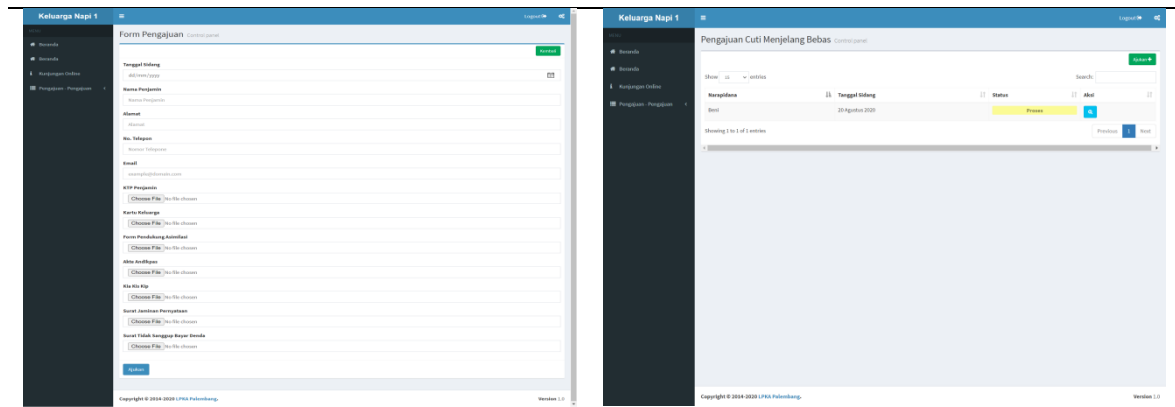 Keluarga Napi 1
Logout
MENU
Beranda
Beranda
Kunjungan Online
Pengajuan - Pengajuan
Form Pengajuan Control panel
Kembali
Tanggal Sidang
dd/mm/yyyy
Nama Penjamin
Nama Penjamin
Alamat
Alamat
No. Telepon
Nomor Telepon
Email
example@domain.com
KTP Penjamin
Choose File No file chosen
Kartu Keluarga
Choose File No file chosen
Form Pendukung Asimilasi
Choose File No file chosen
Akte Andikpas
Choose File No file chosen
Kia Kis Kip
Choose File No file chosen
Surat Jaminan Pernyataan
Choose File No file chosen
Surat Tidak Sanggup Bayar Denda
Choose File No file chosen
Ajukan
Copyright © 2014-2020 LPKA Palembang. Version 1.0
Keluarga Napi 1
Logout
MENU
Beranda
Beranda
Kunjungan Online
Pengajuan - Pengajuan
Pengajuan Cuti Menjelang Bebas Control panel
Ajukan +
Show entries Search:
Narapidana Tanggal Sidang Status Aksi
Beni 20 Agustus 2020 Proses
Showing 1 to 1 of 1 entries
Previous 1 Next
Copyright © 2014-2020 LPKA Palembang. Version 1.0